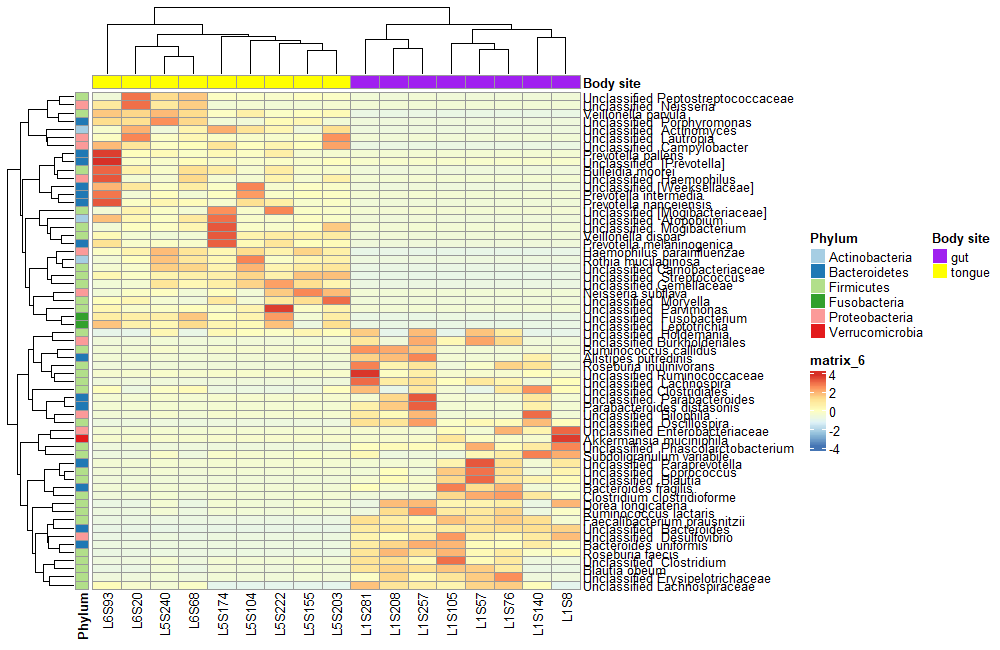 Body site
Unclassified Peptostreptococcaceae
Unclassified Neisseria
Veillonella parvula
Unclassified Porphyromonas
Unclassified Actinomyces
Unclassified Lautropia
Unclassified Campylobacter
Prevotella pallens
Unclassified [Prevotella]
Bulleidia moorei
Unclassified Haemophilus
Unclassified [Weeksellaceae]
Prevotella intermedia
Prevotella nanceiensis
Unclassified [Mogibacteriaceae]
Unclassified Atopobium
Unclassified Mogibacterium
Veillonella dispar
Prevotella melaninogenica
Haemophilus parainfluenzae
Rothia mucilaginosa
Unclassified Carnobacteriaceae
Unclassified Streptococcus
Unclassified Gemellaceae
Neisseria subflava
Unclassified Moryella
Unclassified Parvimonas
Unclassified Fusobacterium
Unclassified Leptotrichia
Unclassified Holdemania
Unclassified Burkholderiales
Ruminococcus callidus
Alistipes putredinis
Roseburia inulinivorans
Unclassified Ruminococcaceae
Unclassified Lachnospira
Unclassified Clostridiales
Unclassified Parabacteroides
Parabacteroides distasonis
Unclassified Bilophila
Unclassified Oscillospira
Unclassified Enterobacteriaceae
Akkermansia muciniphila
Unclassified Phascolarctobacterium
Subdoligranulum variabile
Unclassified Paraprevotella
Unclassified Coprococcus
Unclassified Blautia
Bacteroides fragilis
Clostridium clostridioforme
Dorea longicatena
Ruminococcus lactaris
Faecalibacterium prausnitzii
Unclassified Bacteroides
Unclassified Desulfovibrio
Bacteroides uniformis
Roseburia faecis
Unclassified Clostridium
Blautia obeum
Unclassified Erysipelotrichaceae
Unclassified Lachnospiraceae
Phylum
L6S93
L6S20
L5S240
L6S68
L5S174
L5S104
L5S222
L5S155
L5S203
L1S281
L1S208
L1S257
L1S105
L1S57
L1S76
L1S140
L1S8
Phylum
Actinobacteria
Bacteroidetes
Firmicutes
Fusobacteria
Proteobacteria
Verrucomicrobia
Body site
gut
tongue
matrix_6
4
2
0
-2
-4